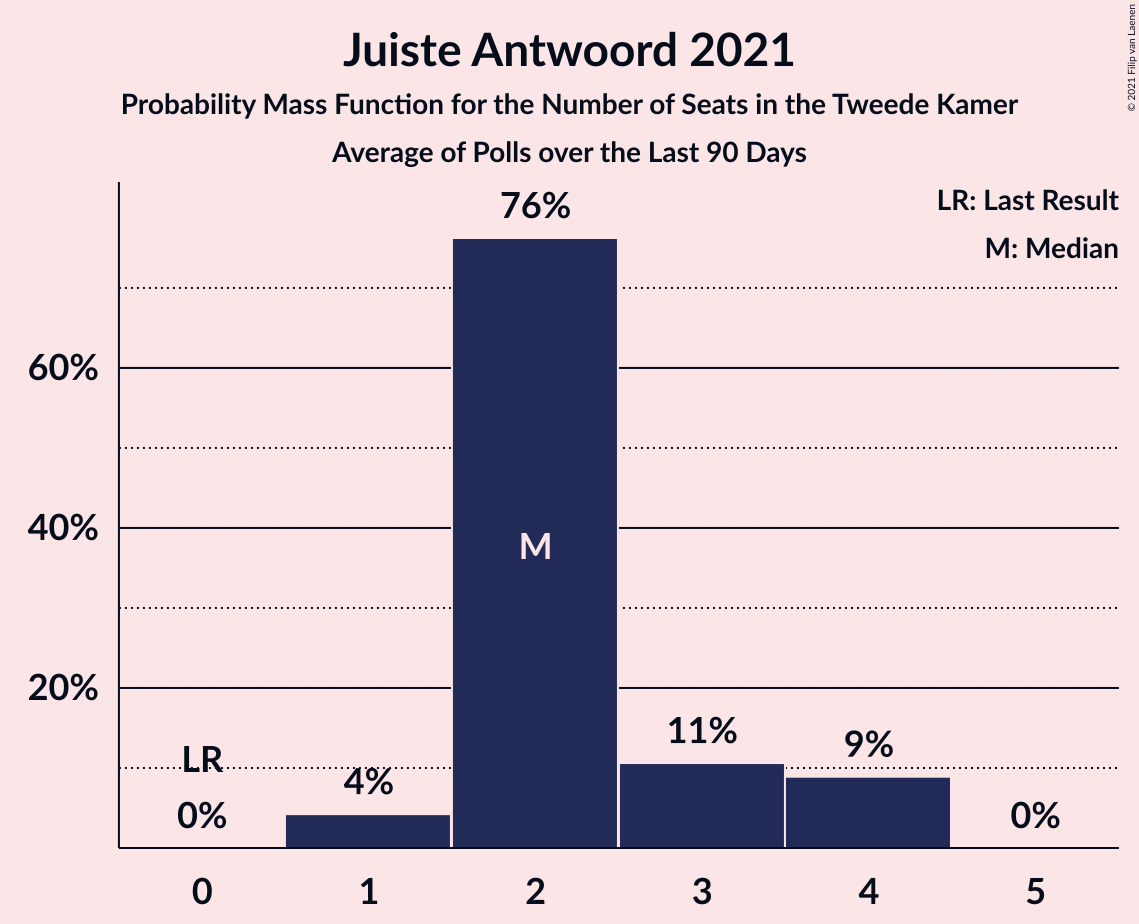 Juiste Antwoord 2021
Probability Mass Function for the Number of Seats in the Tweede Kamer
Average of Polls over the Last 90 Days
© 2021 Filip van Laenen
LR: Last Result
M: Median
76%
60%
40%
M
20%
11%
9%
LR
4%
0%
0%
0 1 2 3 4 5